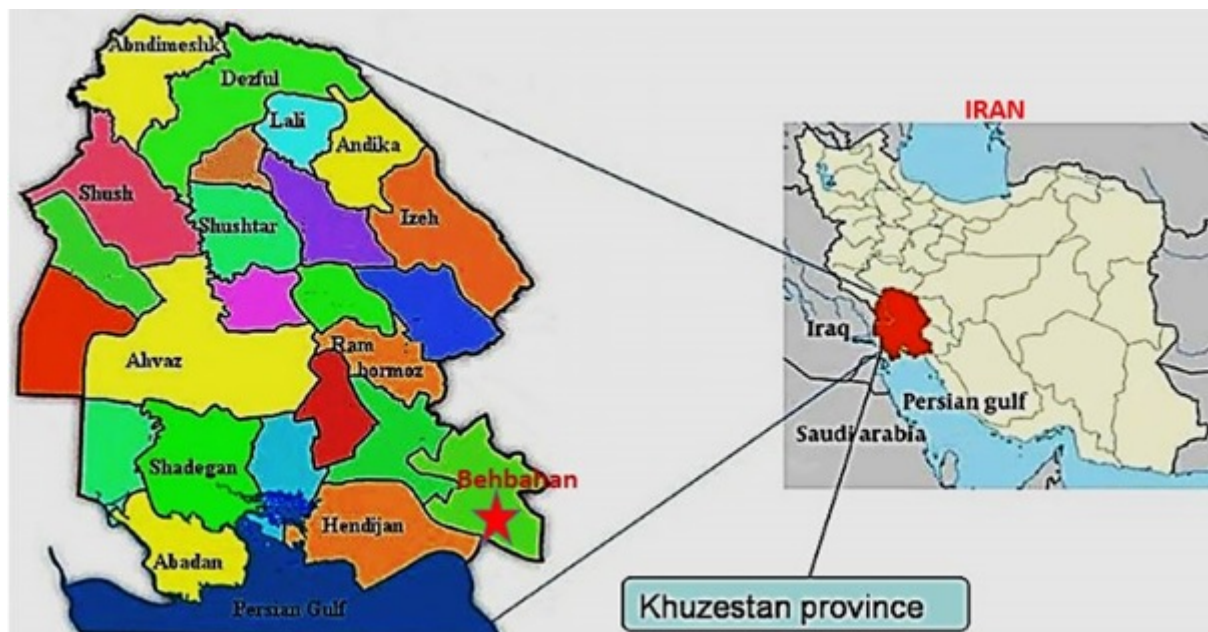 Abndimeshk
Dezful
Lali
Andika
Shush
Shushtar
Izeh
Ahvaz
Ram
hormoz
Shadegan
Behbahan
Hendijan
Abadan
Persian Gulf
IRAN
Iraq
Persian gulf
Saudi arabia
Khuzestan province